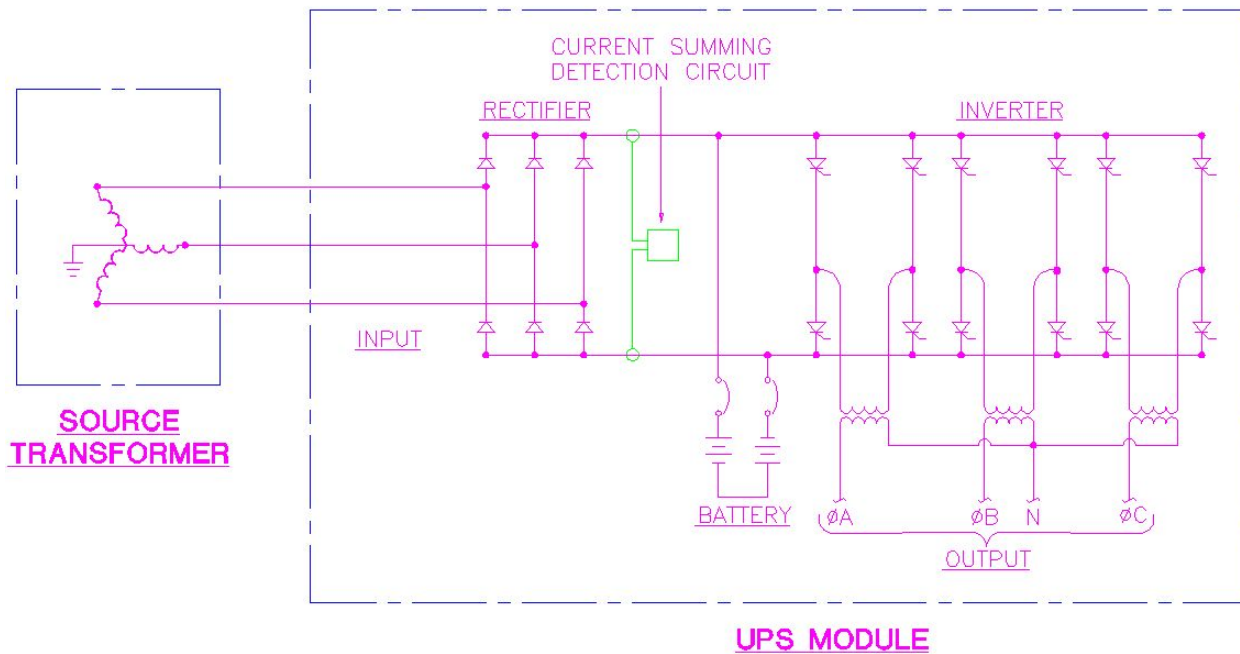 CURRENT SUMMING
DETECTION CIRCUIT
RECTIFIER
INVERTER
INPUT
SOURCE
TRANSFORMER
BATTERY
ØA
ØB
N
ØC
OUTPUT
UPS MODULE